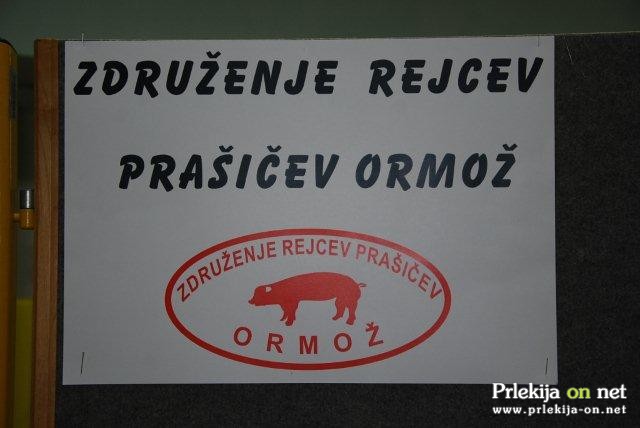 ZDRUŽENJE REJCEV
PRAŠIČEV ORMOŽ
ZDRUŽENJE REJCEV PRAŠIČEV
ORMOŽ
Prlekija on net
www.prlekija-on.net